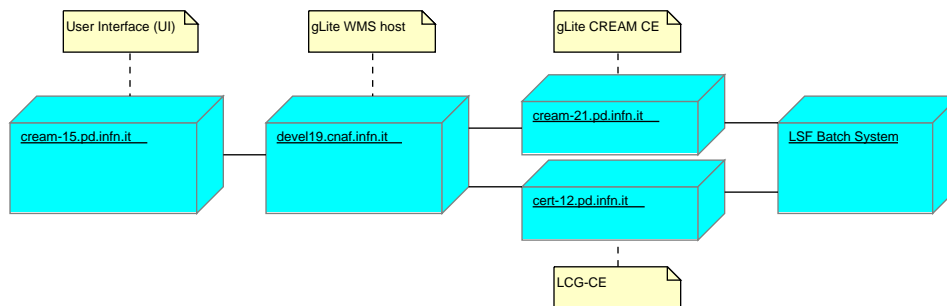 User Interface (UI)
gLite WMS host
gLite CREAM CE
cream-15.pd.infn.it
devel19.cnaf.infn.it
cream-21.pd.infn.it
LSF Batch System
cert-12.pd.infn.it
LCG-CE